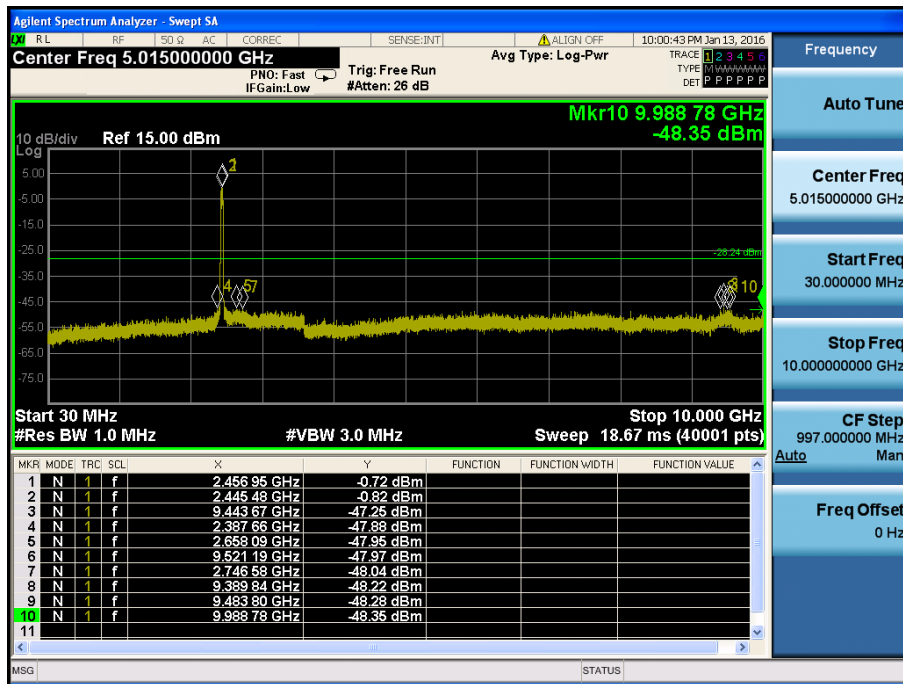 Agilent Spectrum Analyzer - Swept SA
LXI RL RF 50 Ω AC CORREC SENSE:INT ALIGN OFF 10:00:43 PM Jan 13, 2016
Center Freq 5.015000000 GHz Avg Type: Log-Pwr TRACE 1 2 3 4 5 6
PNO: Fast Trig: Free Run TYPE MWWWWW
IFGain:Low #Atten: 26 dB DET P P P P P P
Mkr10 9.988 78 GHz
-48.35 dBm
10 dB/div Ref 15.00 dBm
Log
5.00
-5.00
-15.0
-25.0
-35.0
-45.0
-55.0
-65.0
-75.0
2
-28.24 dBm
4 5 7 10
Start 30 MHz Stop 10.000 GHz
#Res BW 1.0 MHz #VBW 3.0 MHz Sweep 18.67 ms (40001 pts)
MKR MODE TRC SCL X Y FUNCTION FUNCTION WIDTH FUNCTION VALUE
1 N 1 f 2.456 95 GHz -0.72 dBm
2 N 1 f 2.445 48 GHz -0.82 dBm
3 N 1 f 9.443 67 GHz -47.25 dBm
4 N 1 f 2.387 66 GHz -47.88 dBm
5 N 1 f 2.658 09 GHz -47.95 dBm
6 N 1 f 9.521 19 GHz -47.97 dBm
7 N 1 f 2.746 58 GHz -48.04 dBm
8 N 1 f 9.389 84 GHz -48.22 dBm
9 N 1 f 9.483 80 GHz -48.28 dBm
10 N 1 f 9.988 78 GHz -48.35 dBm
11
MSG STATUS
Frequency
Auto Tune
Center Freq
5.015000000 GHz
Start Freq
30.000000 MHz
Stop Freq
10.000000000 GHz
CF Step
997.000000 MHz
Auto Man
Freq Offset
0 Hz